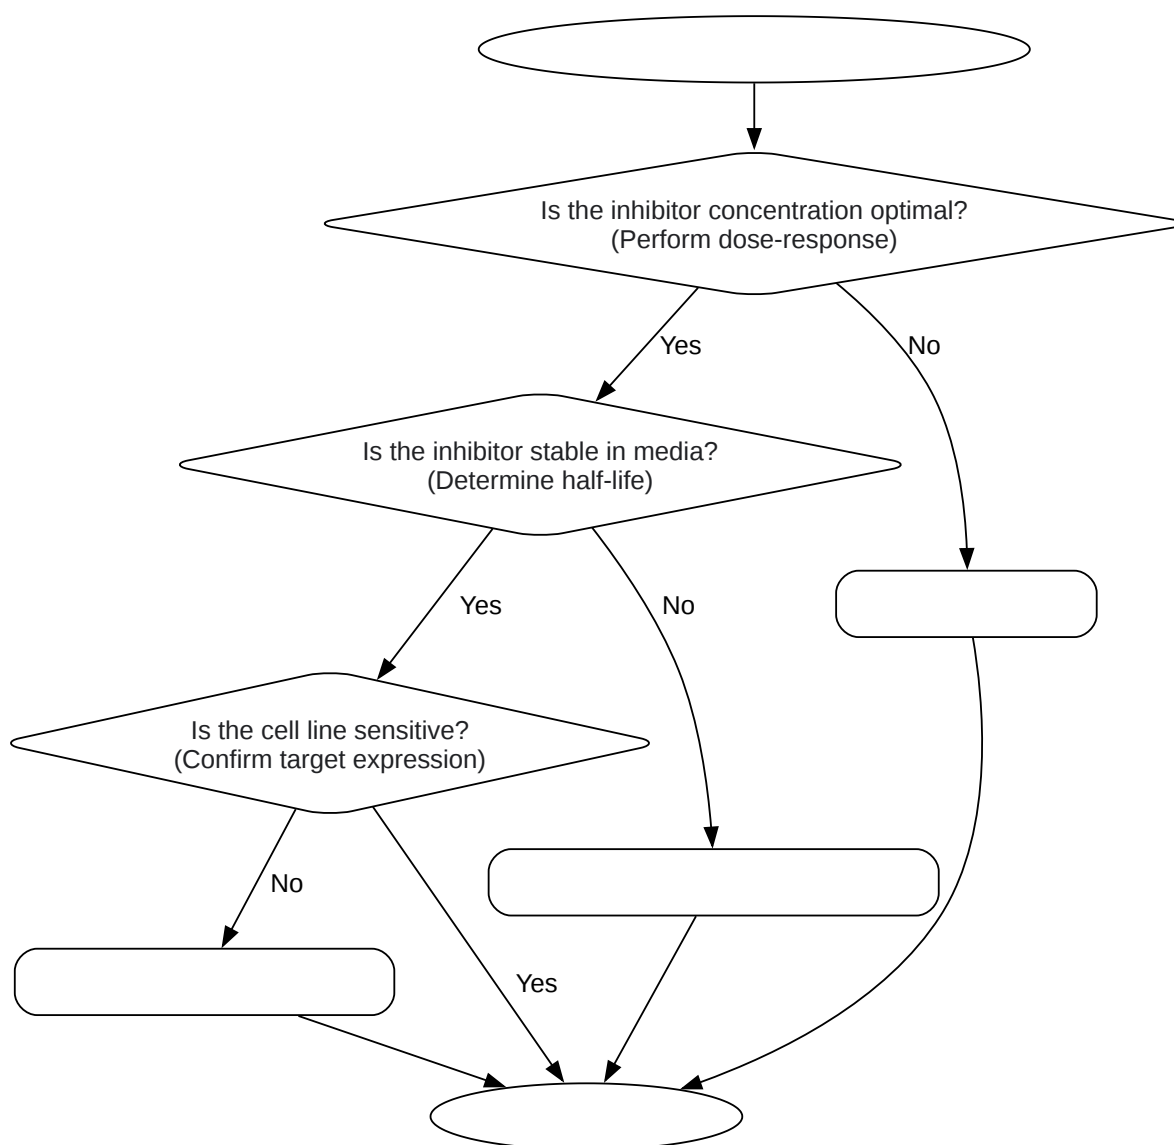 Is the inhibitor concentration optimal?
(Perform dose-response)
Yes
No
Is the inhibitor stable in media?
(Determine half-life)
Yes
No
Is the cell line sensitive?
(Confirm target expression)
No
Yes